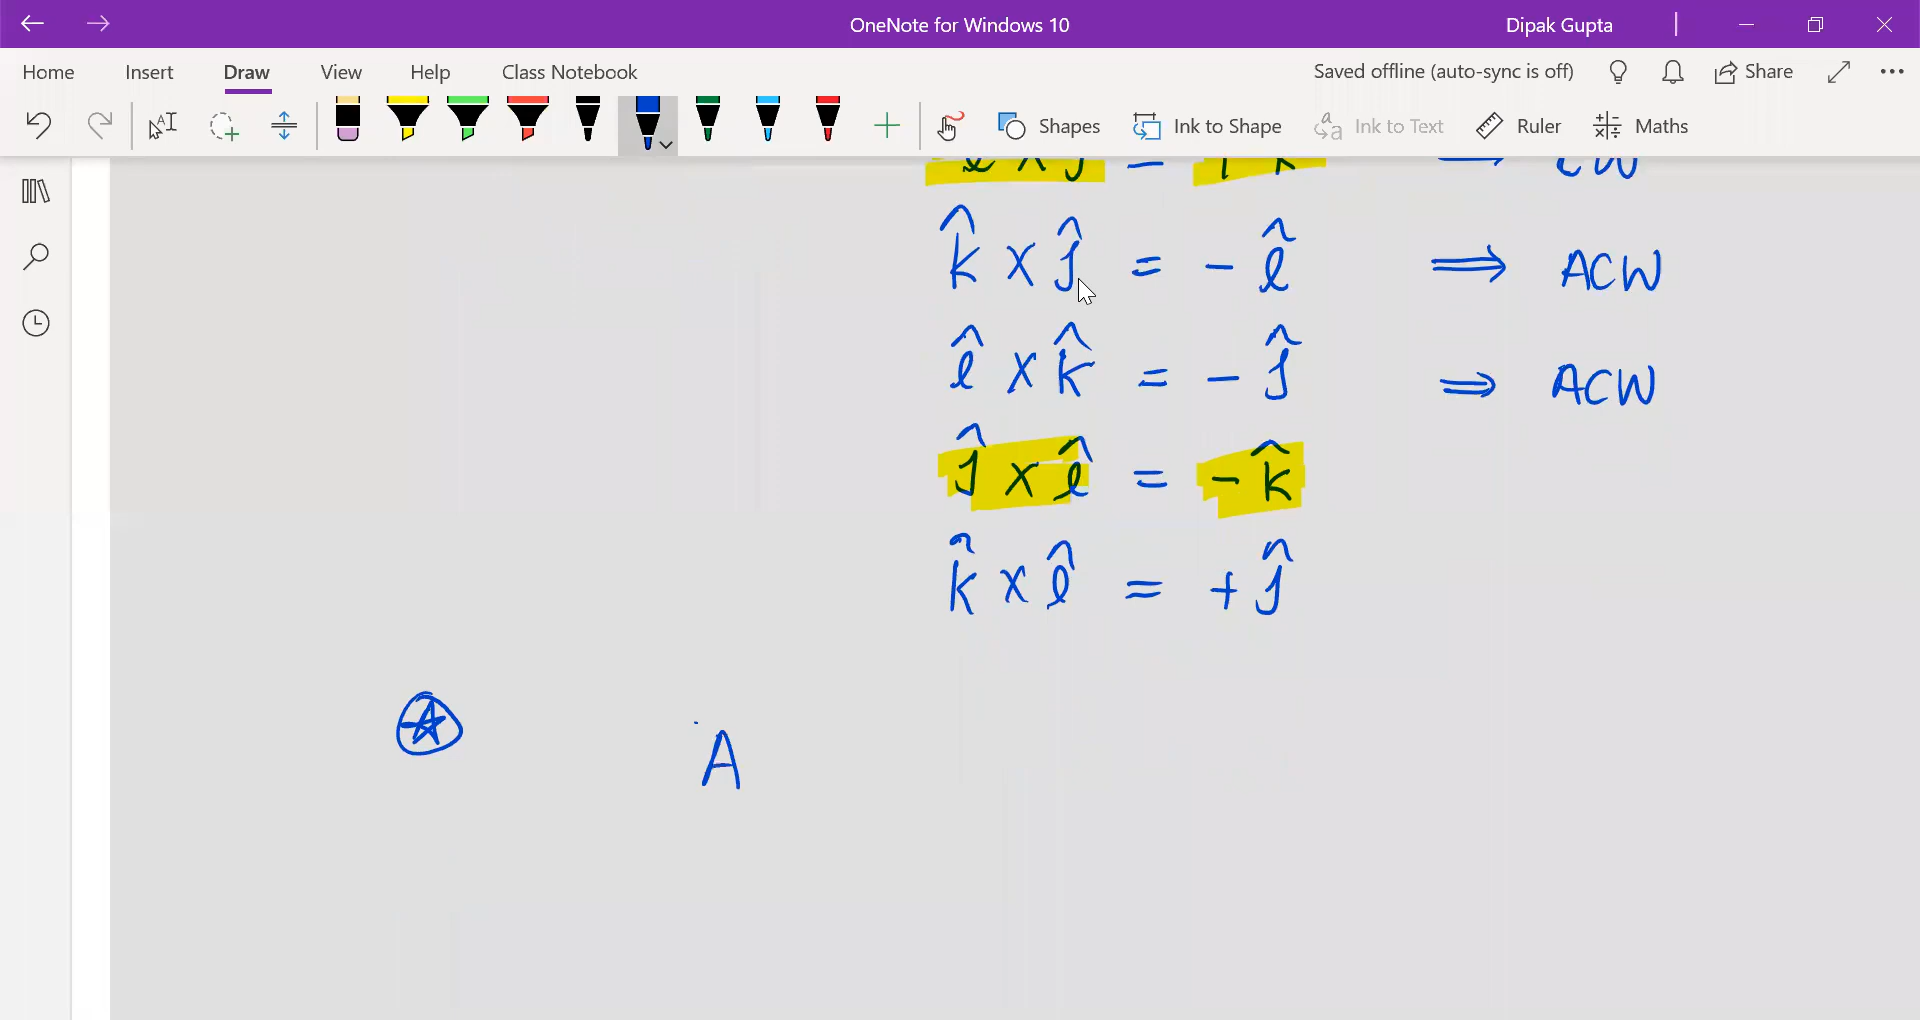 OneNote for Windows 10
Dipak Gupta
Home Insert Draw View Help Class Notebook
Saved offline (auto-sync is off) Share
Shapes Ink to Shape Ink to Text Ruler Maths
k̂ × ĵ = - î ⟹ ACW
î × k̂ = - ĵ ⟹ ACW
ĵ × î = - k̂
k̂ × î = + ĵ
A